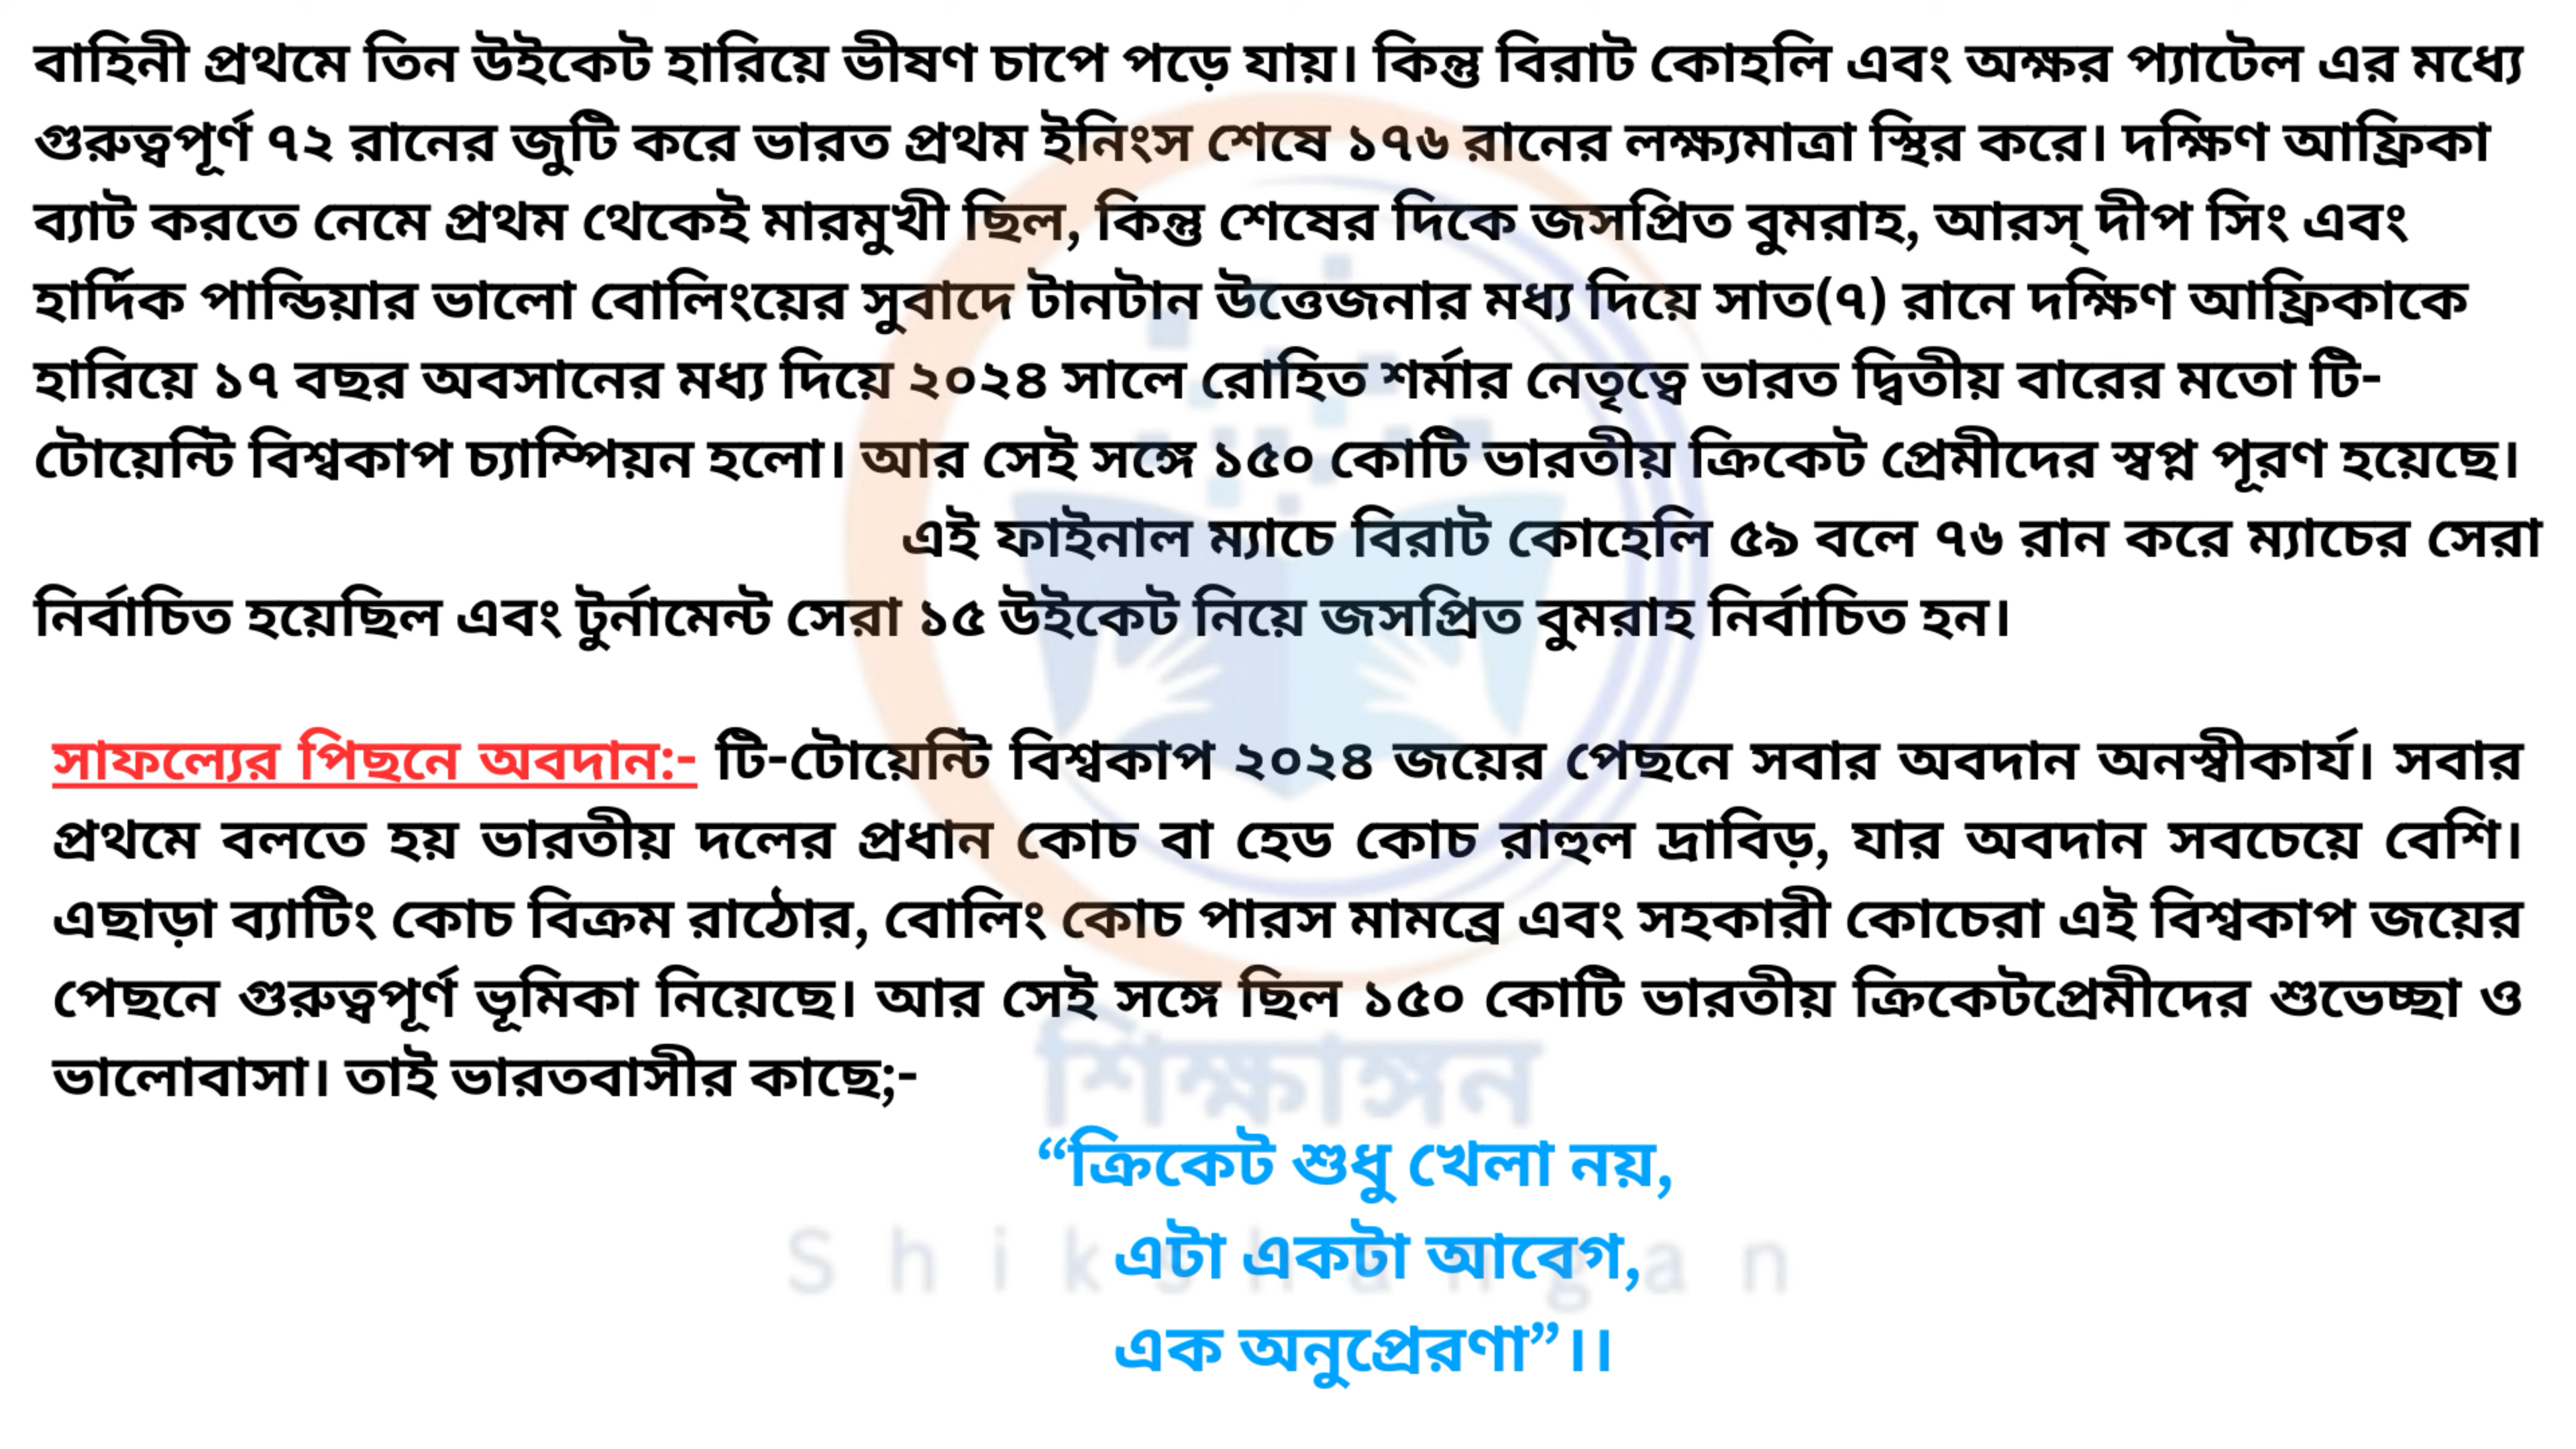 বাহিনী প্রথমে তিন উইকেট হারিয়ে ভীষণ চাপে পড়ে যায়। কিন্তু বিরাট কোহলি এবং অক্ষর প্যাটেল এর মধ্যে
গুরুত্বপূর্ণ ৭২ রানের জুটি করে ভারত প্রথম ইনিংস শেষে ১৭৬ রানের লক্ষ্যমাত্রা স্থির করে। দক্ষিণ আফ্রিকা
ব্যাট করতে নেমে প্রথম থেকেই মারমুখী ছিল, কিন্তু শেষের দিকে জসপ্রিত বুমরাহ, আরস্ দীপ সিং এবং
হার্দিক পান্ডিয়ার ভালো বোলিংয়ের সুবাদে টানটান উত্তেজনার মধ্য দিয়ে সাত(৭) রানে দক্ষিণ আফ্রিকাকে
হারিয়ে ১৭ বছর অবসানের মধ্য দিয়ে ২০২৪ সালে রোহিত শর্মার নেতৃত্বে ভারত দ্বিতীয় বারের মতো টি-
টোয়েন্টি বিশ্বকাপ চ্যাম্পিয়ন হলো। আর সেই সঙ্গে ১৫০ কোটি ভারতীয় ক্রিকেট প্রেমীদের স্বপ্ন পূরণ হয়েছে।
এই ফাইনাল ম্যাচে বিরাট কোহেলি ৫৯ বলে ৭৬ রান করে ম্যাচের সেরা
নির্বাচিত হয়েছিল এবং টুর্নামেন্ট সেরা ১৫ উইকেট নিয়ে জসপ্রিত বুমরাহ নির্বাচিত হন।
সাফল্যের পিছনে অবদান:- টি-টোয়েন্টি বিশ্বকাপ ২০২৪ জয়ের পেছনে সবার অবদান অনস্বীকার্য। সবার
প্রথমে বলতে হয় ভারতীয় দলের প্রধান কোচ বা হেড কোচ রাহুল দ্রাবিড়, যার অবদান সবচেয়ে বেশি।
এছাড়া ব্যাটিং কোচ বিক্রম রাঠোর, বোলিং কোচ পারস মামব্রে এবং সহকারী কোচেরা এই বিশ্বকাপ জয়ের
পেছনে গুরুত্বপূর্ণ ভূমিকা নিয়েছে। আর সেই সঙ্গে ছিল ১৫০ কোটি ভারতীয় ক্রিকেটপ্রেমীদের শুভেচ্ছা ও
ভালোবাসা। তাই ভারতবাসীর কাছে;-
শিক্ষাঙ্গন
“ক্রিকেট শুধু খেলা নয়,
এটা একটা আবেগ,
Shikshangan
এক অনুপ্রেরণা”।।